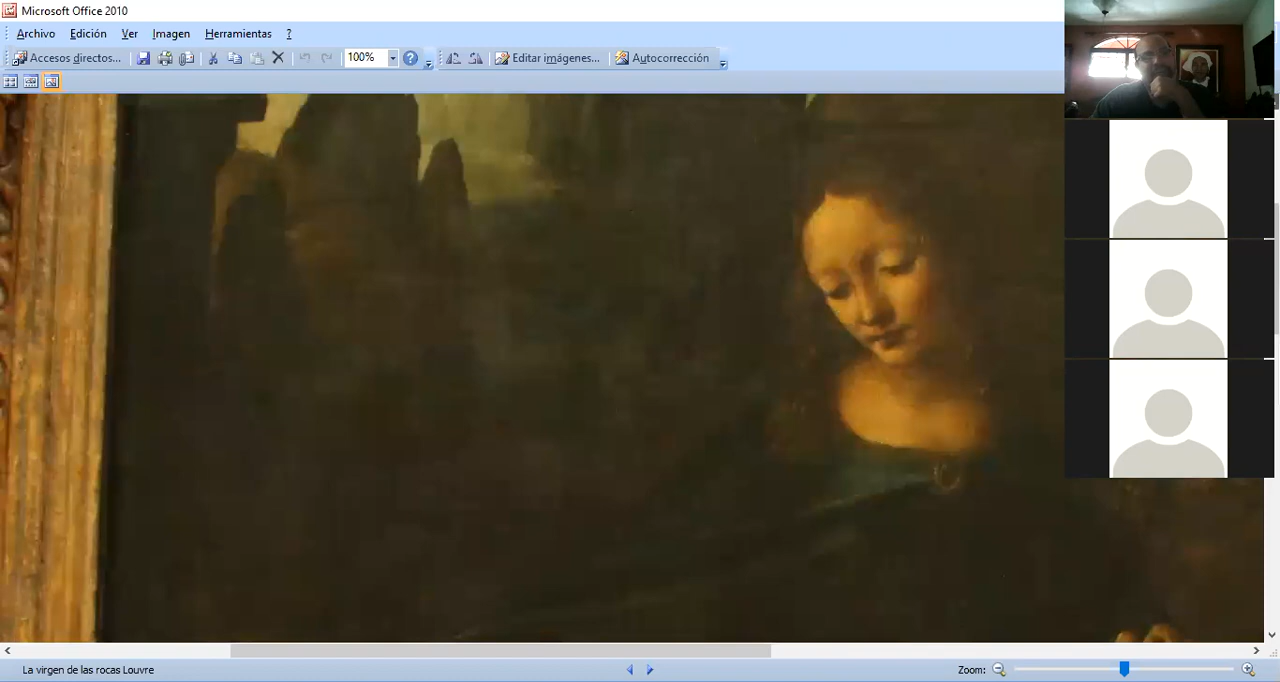 Microsoft Office 2010
Archivo Edición Ver Imagen Herramientas ?
Accesos directos... 100% Editar imágenes... Autocorrección
La virgen de las rocas Louvre Zoom: